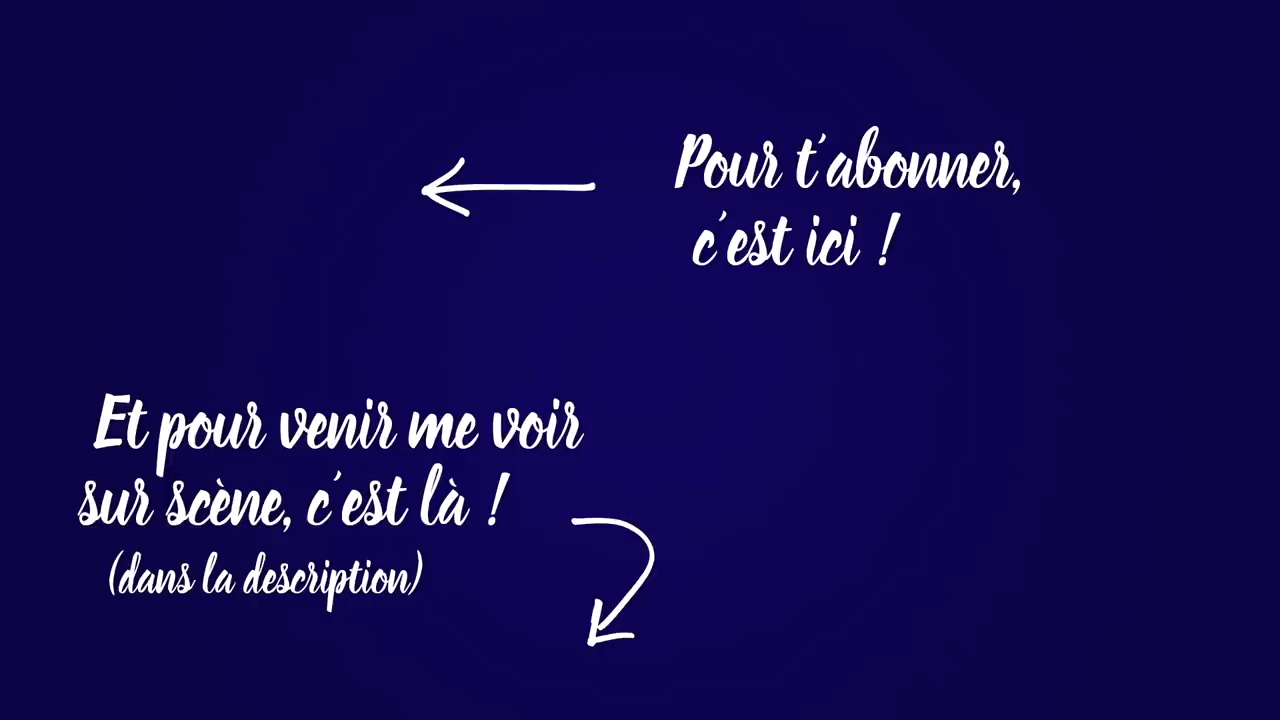 Pour t'abonner,
c'est ici !
Et pour venir me voir
sur scène, c'est là !
(dans la description)